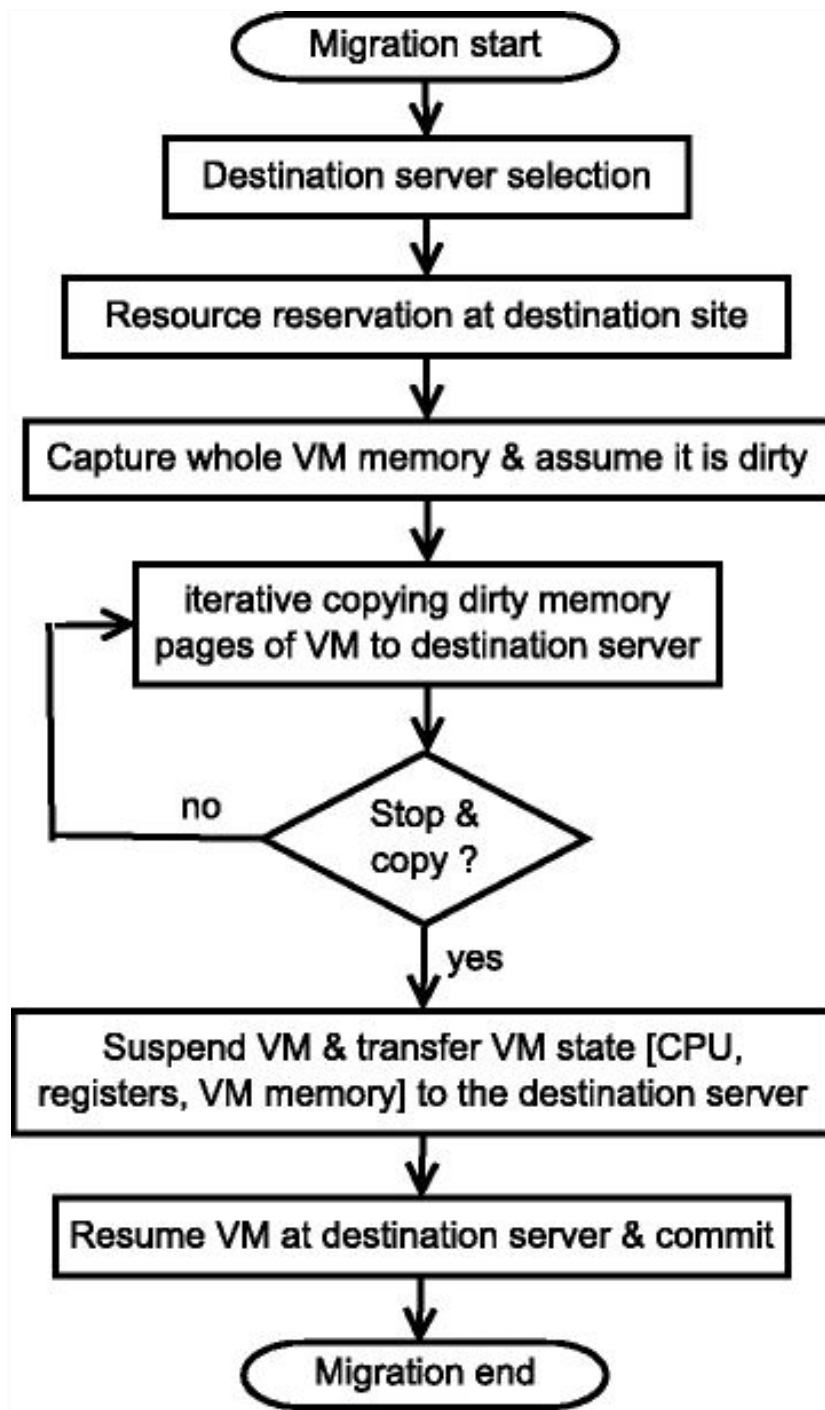 Migration start
Destination server selection
Resource reservation at destination site
Capture whole VM memory & assume it is dirty
iterative copying dirty memory
pages of VM to destination server
Stop &
copy ?
no
yes
Suspend VM & transfer VM state [CPU,
registers, VM memory] to the destination server
Resume VM at destination server & commit
Migration end